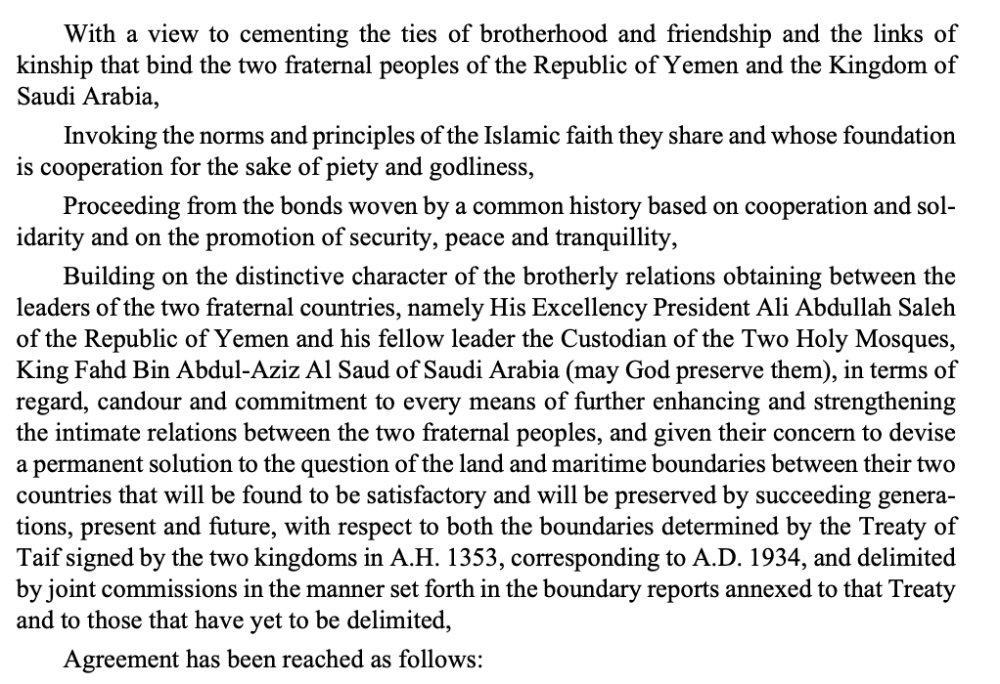 With a view to cementing the ties of brotherhood and friendship and the links of
kinship that bind the two fraternal peoples of the Republic of Yemen and the Kingdom of
Saudi Arabia,
Invoking the norms and principles of the Islamic faith they share and whose foundation
is cooperation for the sake of piety and godliness,
Proceeding from the bonds woven by a common history based on cooperation and sol-
idarity and on the promotion of security, peace and tranquillity,
Building on the distinctive character of the brotherly relations obtaining between the
leaders of the two fraternal countries, namely His Excellency President Ali Abdullah Saleh
of the Republic of Yemen and his fellow leader the Custodian of the Two Holy Mosques,
King Fahd Bin Abdul-Aziz Al Saud of Saudi Arabia (may God preserve them), in terms of
regard, candour and commitment to every means of further enhancing and strengthening
the intimate relations between the two fraternal peoples, and given their concern to devise
a permanent solution to the question of the land and maritime boundaries between their two
countries that will be found to be satisfactory and will be preserved by succeeding genera-
tions, present and future, with respect to both the boundaries determined by the Treaty of
Taif signed by the two kingdoms in A.H. 1353, corresponding to A.D. 1934, and delimited
by joint commissions in the manner set forth in the boundary reports annexed to that Treaty
and to those that have yet to be delimited,
Agreement has been reached as follows: